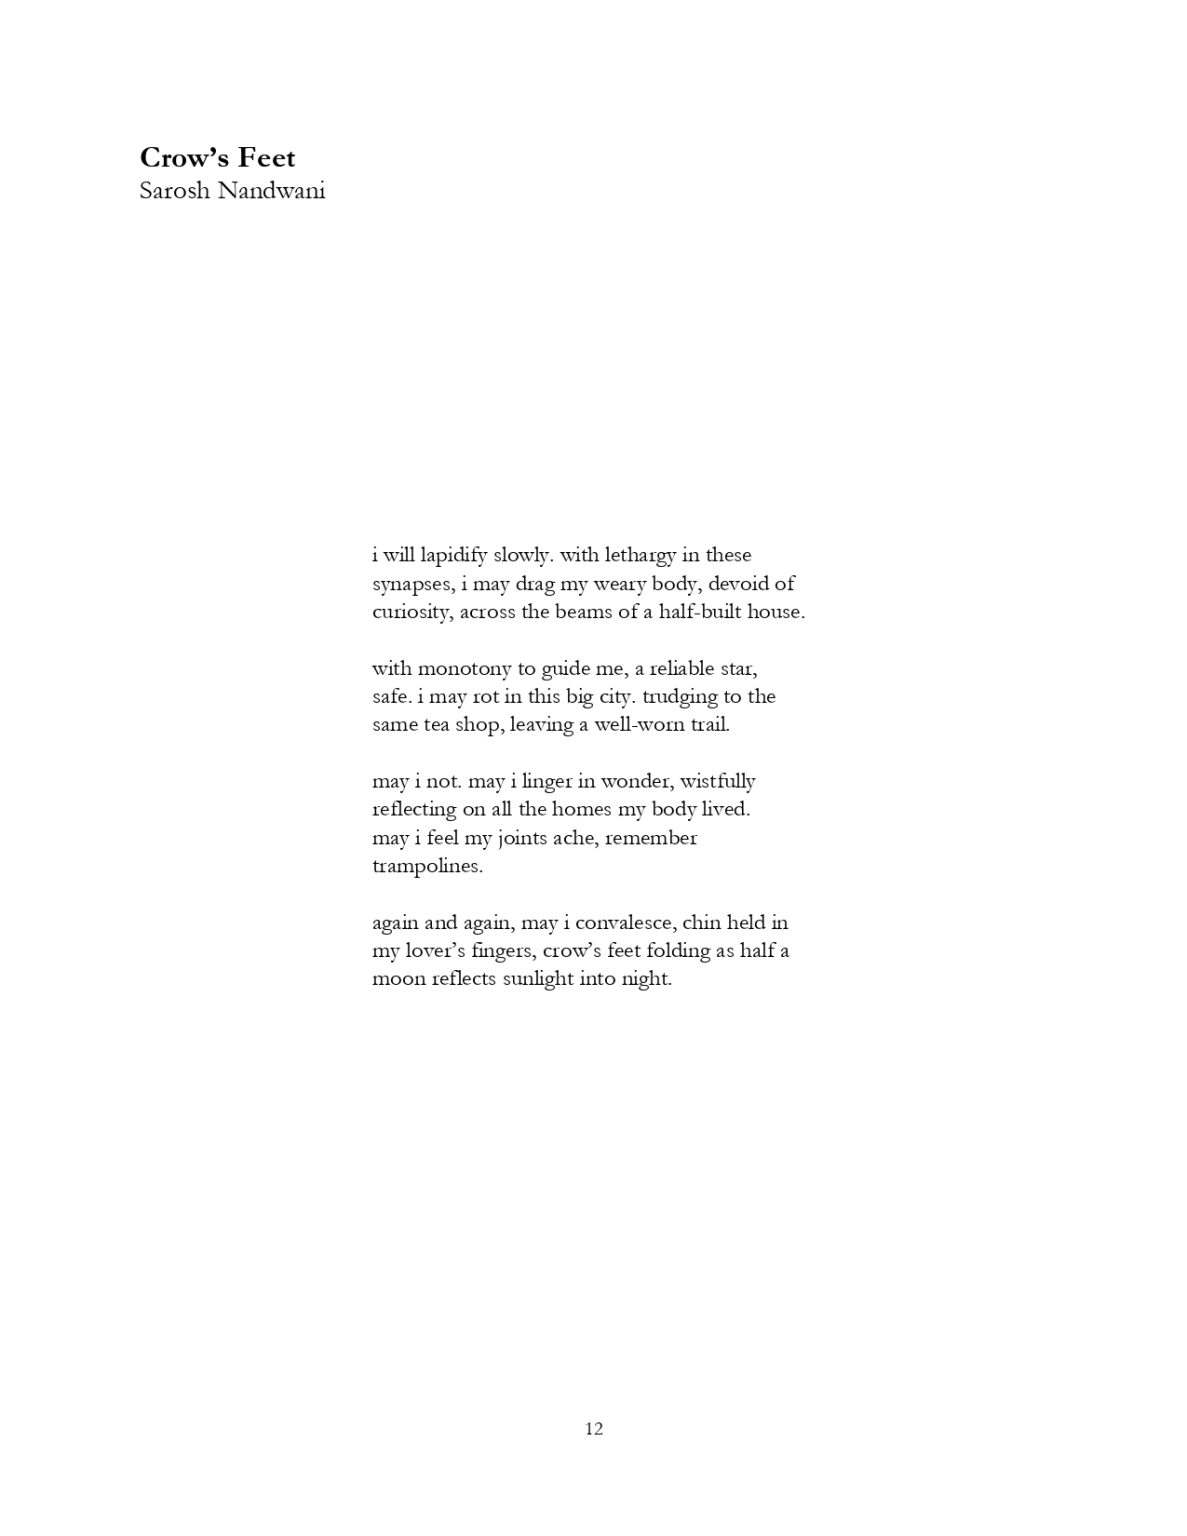 Crow’s Feet
Sarosh Nandwani
i will lapidify slowly. with lethargy in these
synapses, i may drag my weary body, devoid of
curiosity, across the beams of a half-built house.
with monotony to guide me, a reliable star,
safe. i may rot in this big city. trudging to the
same tea shop, leaving a well-worn trail.
may i not. may i linger in wonder, wistfully
reflecting on all the homes my body lived.
may i feel my joints ache, remember
trampolines.
again and again, may i convalesce, chin held in
my lover’s fingers, crow’s feet folding as half a
moon reflects sunlight into night.
12